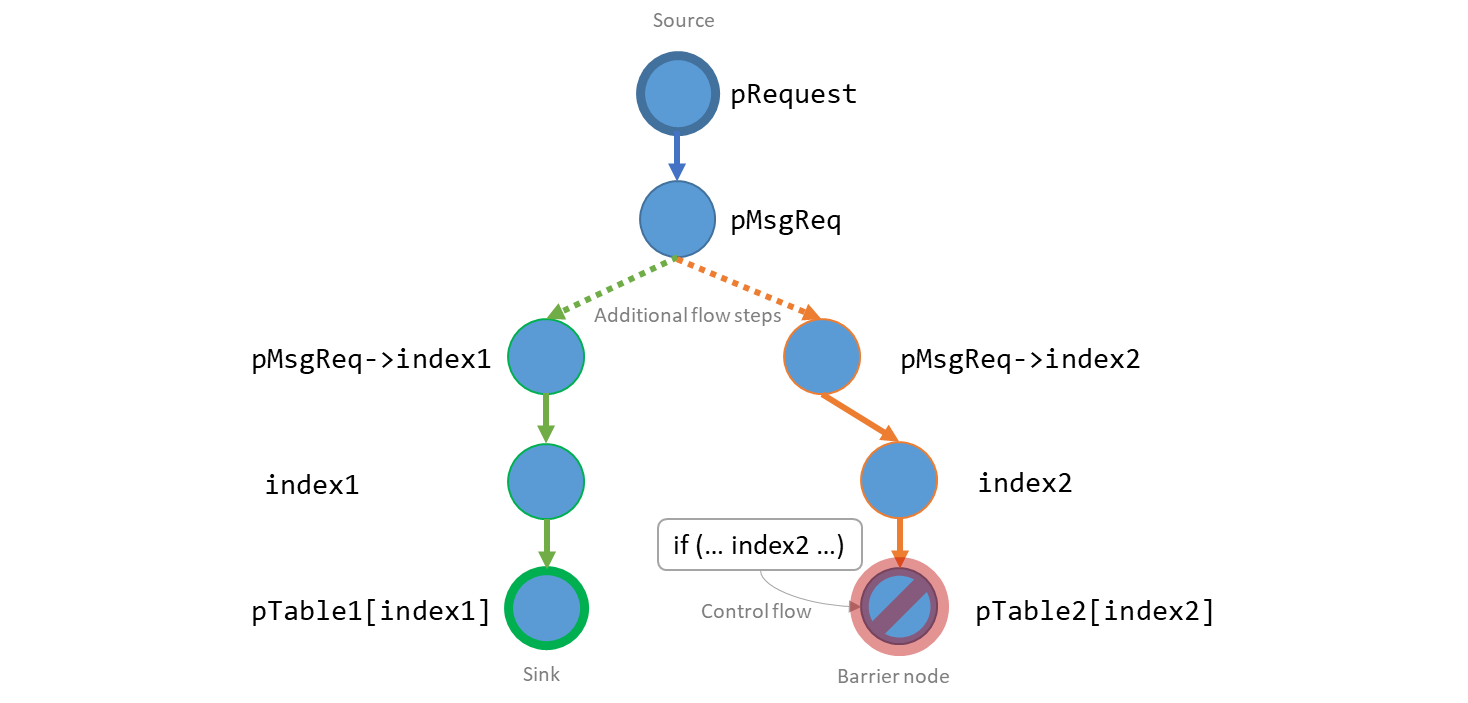 Source
pRequest
pMsgReq
Additional flow steps
pMsgReq->index1
pMsgReq->index2
index1
index2
if (... index2 ...)
Control flow
pTable1[index1]
pTable2[index2]
Sink
Barrier node